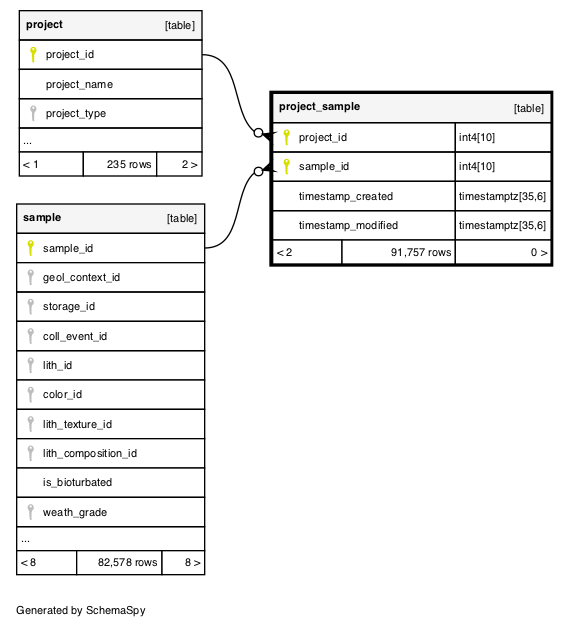 project [table]
project_id
project_name
project_type
...
< 1 235 rows 2 >
project_sample [table]
project_id int4[10]
sample_id int4[10]
timestamp_created timestamptz[35,6]
timestamp_modified timestamptz[35,6]
< 2 91,757 rows 0 >
sample [table]
sample_id
geol_context_id
storage_id
coll_event_id
lith_id
color_id
lith_texture_id
lith_composition_id
is_bioturbated
weath_grade
...
< 8 82,578 rows 8 >
Generated by SchemaSpy